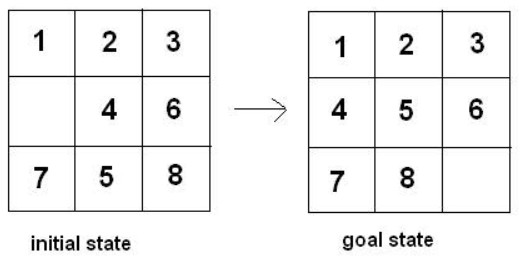 1 2 3
4 6
7 5 8
initial state
1 2 3
4 5 6
7 8
goal state